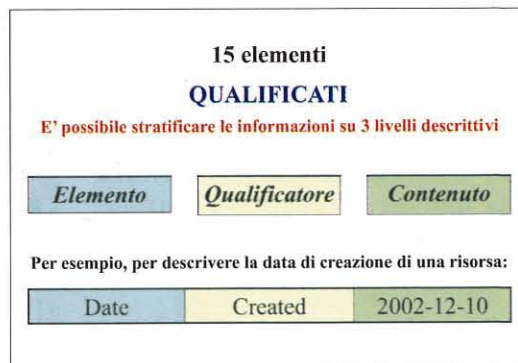 15 elementi
QUALIFICATI
E' possibile stratificare le informazioni su 3 livelli descrittivi
Elemento Qualificatore Contenuto
Per esempio, per descrivere la data di creazione di una risorsa:
Date Created 2002-12-10